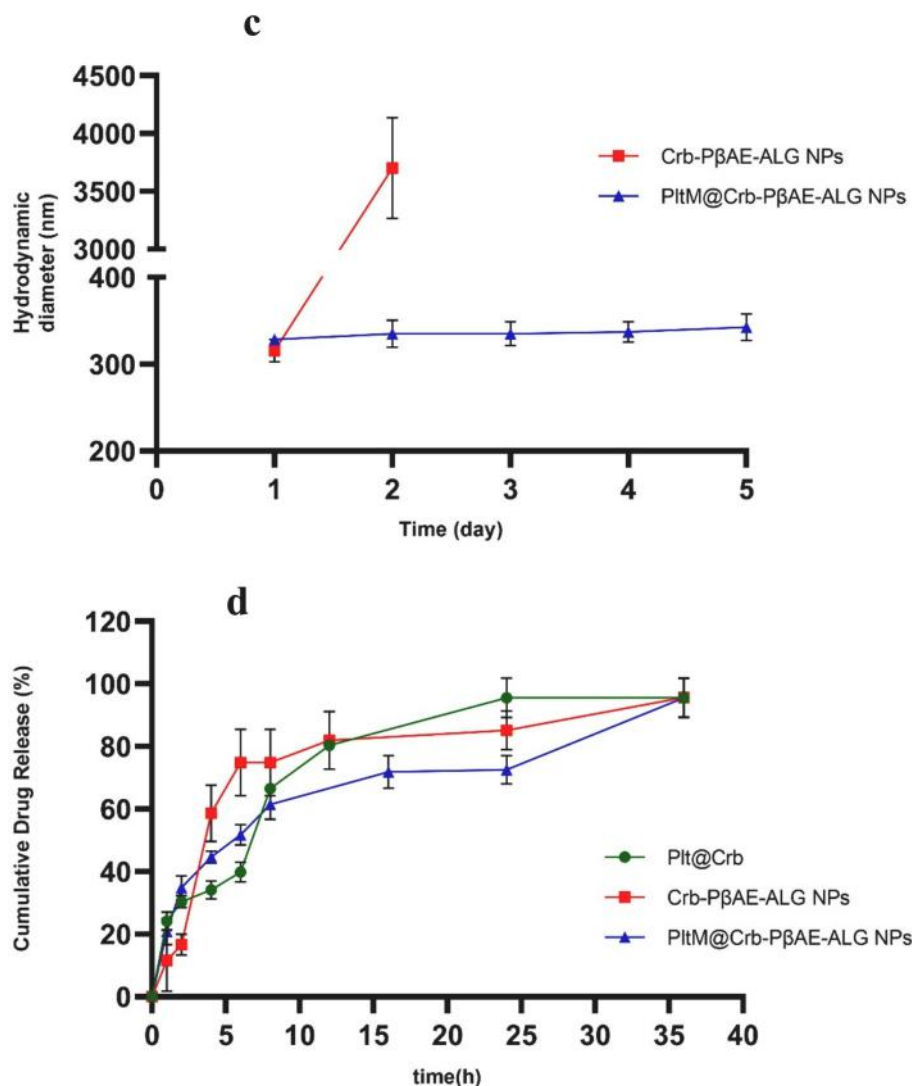 c
4500
4000
3500
3000
400
300
200
Hydrodynamic
diameter (nm)
0 1 2 3 4 5
Time (day)
Crb-PβAE-ALG NPs
PltM@Crb-PβAE-ALG NPs
d
120
100
80
60
40
20
0
Cumulative Drug Release (%)
0 5 10 15 20 25 30 35 40
time(h)
Plt@Crb
Crb-PβAE-ALG NPs
PltM@Crb-PβAE-ALG NPs